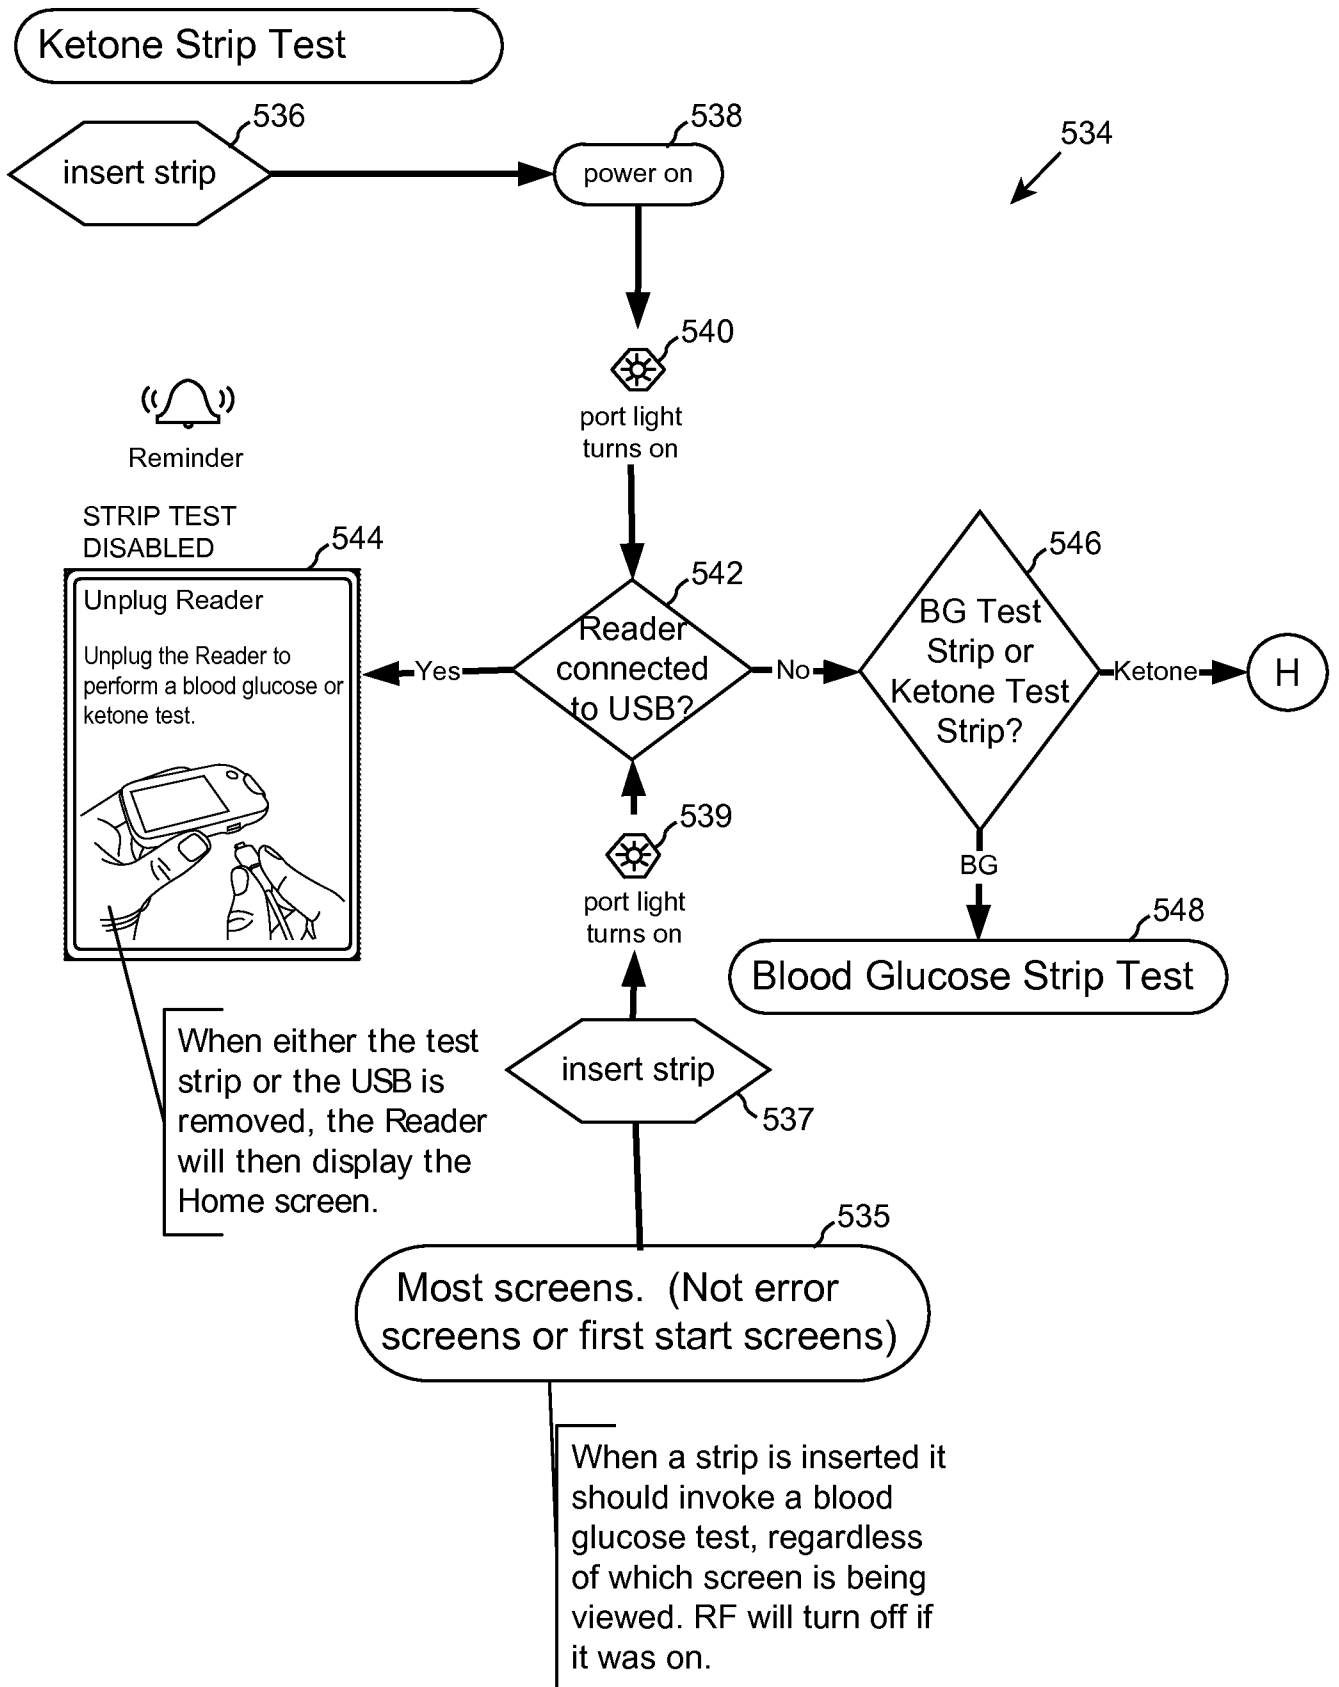 Ketone Strip Test
536
insert strip
538
power on
534
540
port light
turns on
Reminder
STRIP TEST
DISABLED
544
Unplug Reader
Unplug the Reader to
perform a blood glucose or
ketone test.
542
Reader
connected
to USB?
Yes
No
546
BG Test
Strip or
Ketone Test
Strip?
Ketone
H
BG
548
Blood Glucose Strip Test
539
port light
turns on
insert strip
537
When either the test
strip or the USB is
removed, the Reader
will then display the
Home screen.
535
Most screens. (Not error
screens or first start screens)
When a strip is inserted it
should invoke a blood
glucose test, regardless
of which screen is being
viewed. RF will turn off if
it was on.